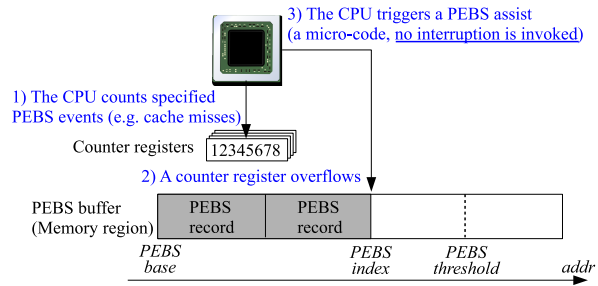 3) The CPU triggers a PEBS assist
(a micro-code, no interruption is invoked)
1) The CPU counts specified
PEBS events (e.g. cache misses)
Counter registers
12345678
2) A counter register overflows
PEBS buffer
(Memory region)
PEBS
record
PEBS
record
PEBS
base
PEBS
index
PEBS
threshold
addr